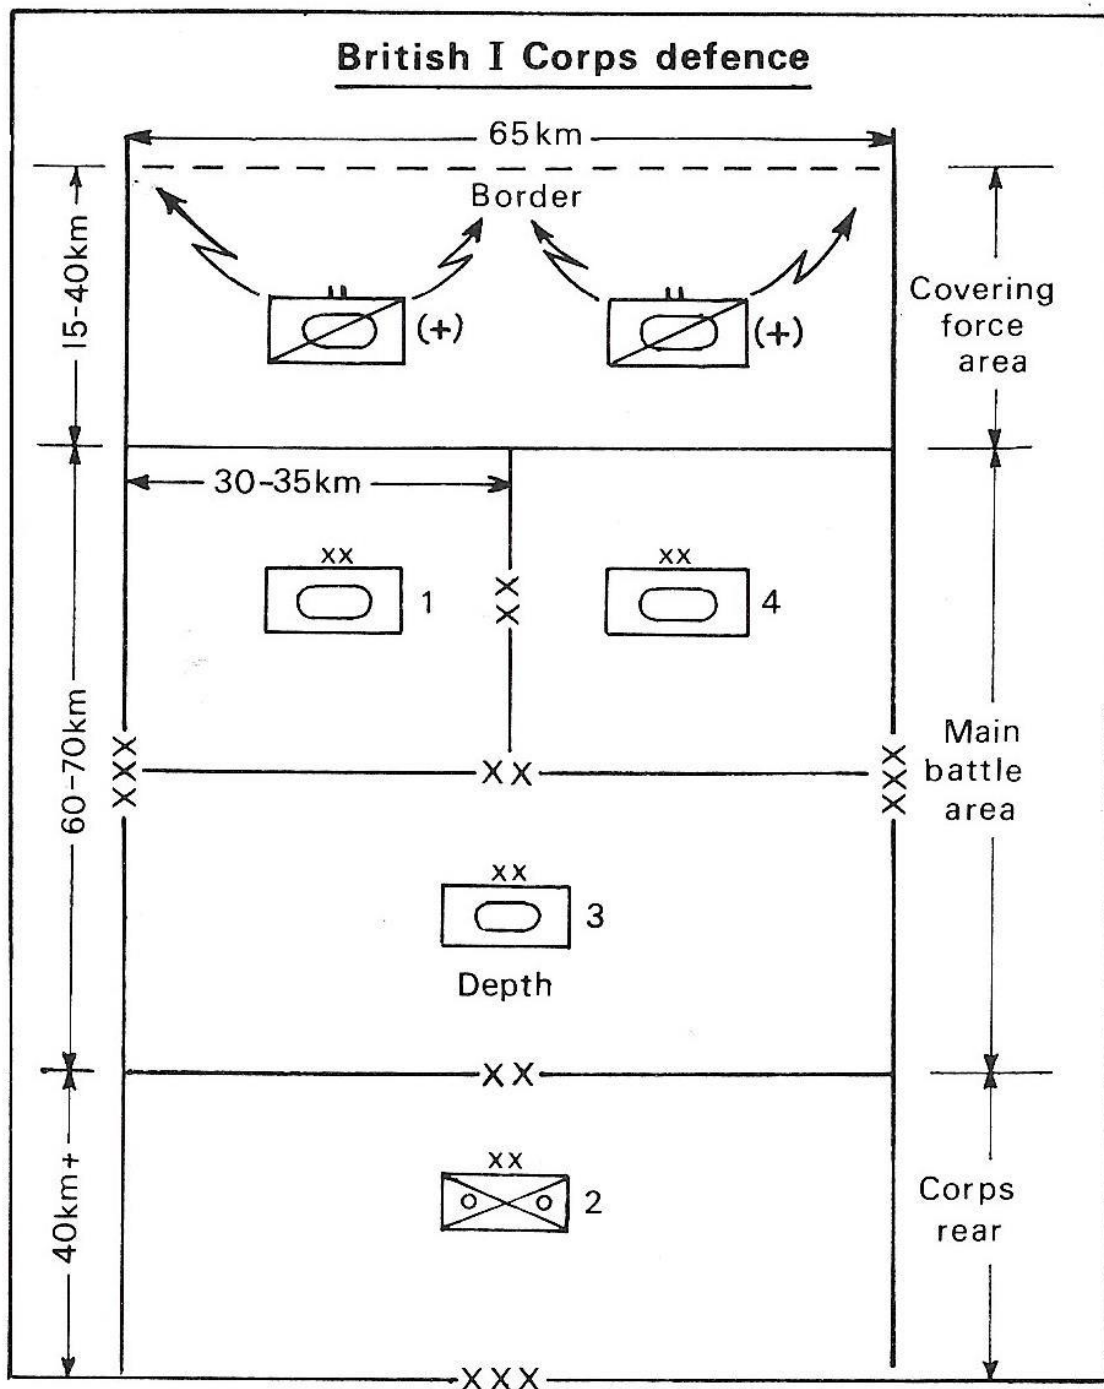 British I Corps defence
65km
Border
15-40km
(+)
(+)
Covering
force
area
30-35km
xx
xx
1
4
XX
60-70km
XXX
XX
XXX
Main
battle
area
xx
3
Depth
XX
xx
2
40km+
Corps
rear
XXX